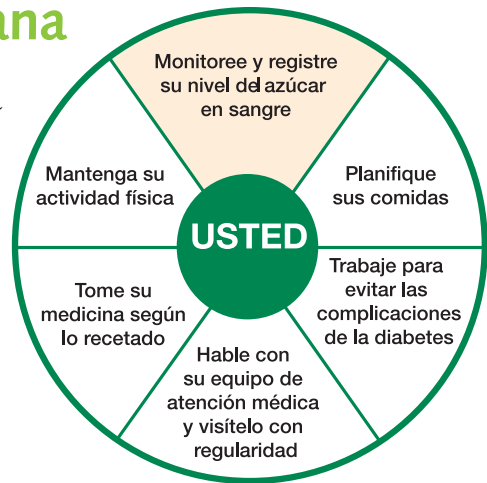 ana
Monitoree y registre
su nivel del azúcar
en sangre
Planifique
sus comidas
Trabaje para
evitar las
complicaciones
de la diabetes
Hable con
su equipo de
atención médica
y visítelo con
regularidad
Tome su
medicina según
lo recetado
Mantenga su
actividad física
USTED